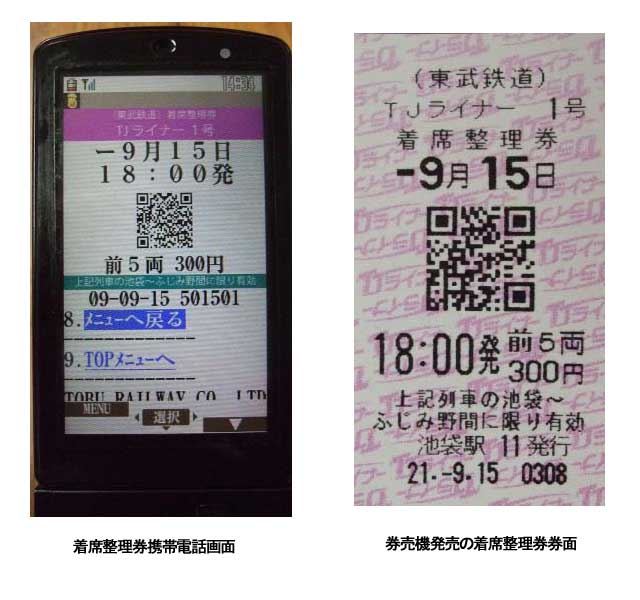 14:34
(東武鉄道) 着席整理券
TJライナー 1号
ー9月15日
18:00発
前5両 300円
上記列車の池袋～ふじみ野間に限り有効
09-09-15 501501
8.メニューへ戻る
9.TOPメニューへ
TOBU RAILWAY CO.,LTD
MENU
選択
着席整理券携帯電話画面
(東武鉄道)
TJライナー 1号
着席整理券
-9月15日
18:00発
前5両
300円
上記列車の池袋～
ふじみ野間に限り有効
池袋駅 11発行
21.-9.15 0308
券売機発売の着席整理券券面